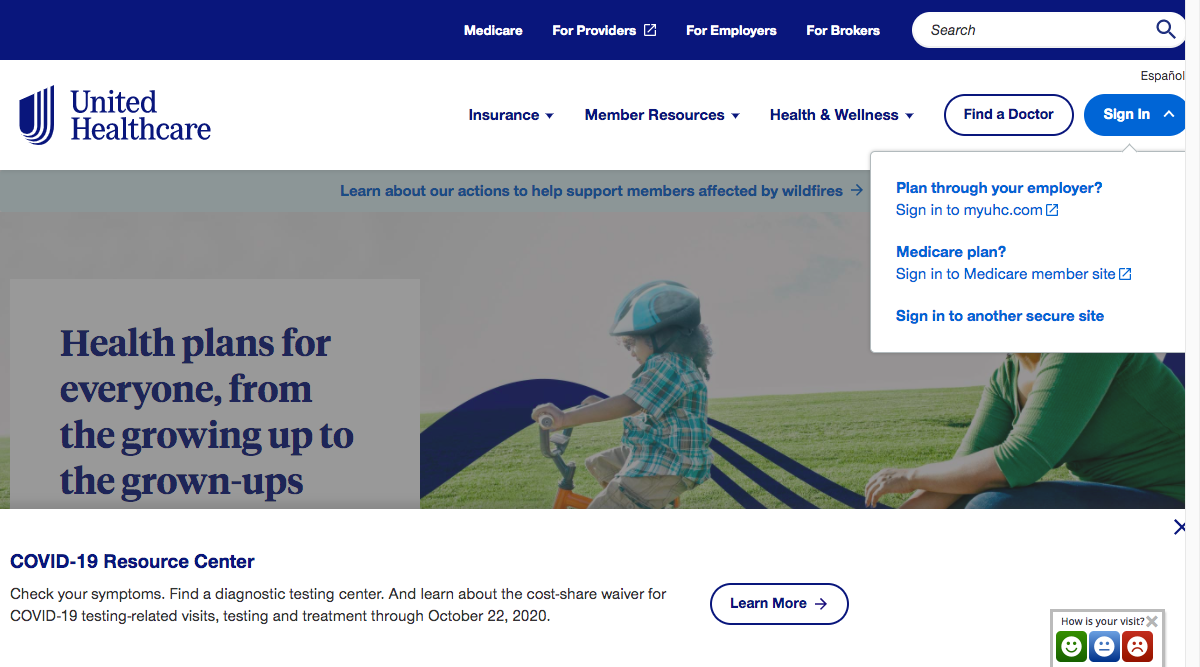 Medicare
For Providers
For Employers
For Brokers
Search
Español
United
Healthcare
Insurance
Member Resources
Health & Wellness
Find a Doctor
Sign In
Learn about our actions to help support members affected by wildfires
Plan through your employer?
Sign in to myuhc.com
Medicare plan?
Sign in to Medicare member site
Sign in to another secure site
Health plans for
everyone, from
the growing up to
the grown-ups
COVID-19 Resource Center
Check your symptoms. Find a diagnostic testing center. And learn about the cost-share waiver for
COVID-19 testing-related visits, testing and treatment through October 22, 2020.
Learn More
How is your visit?